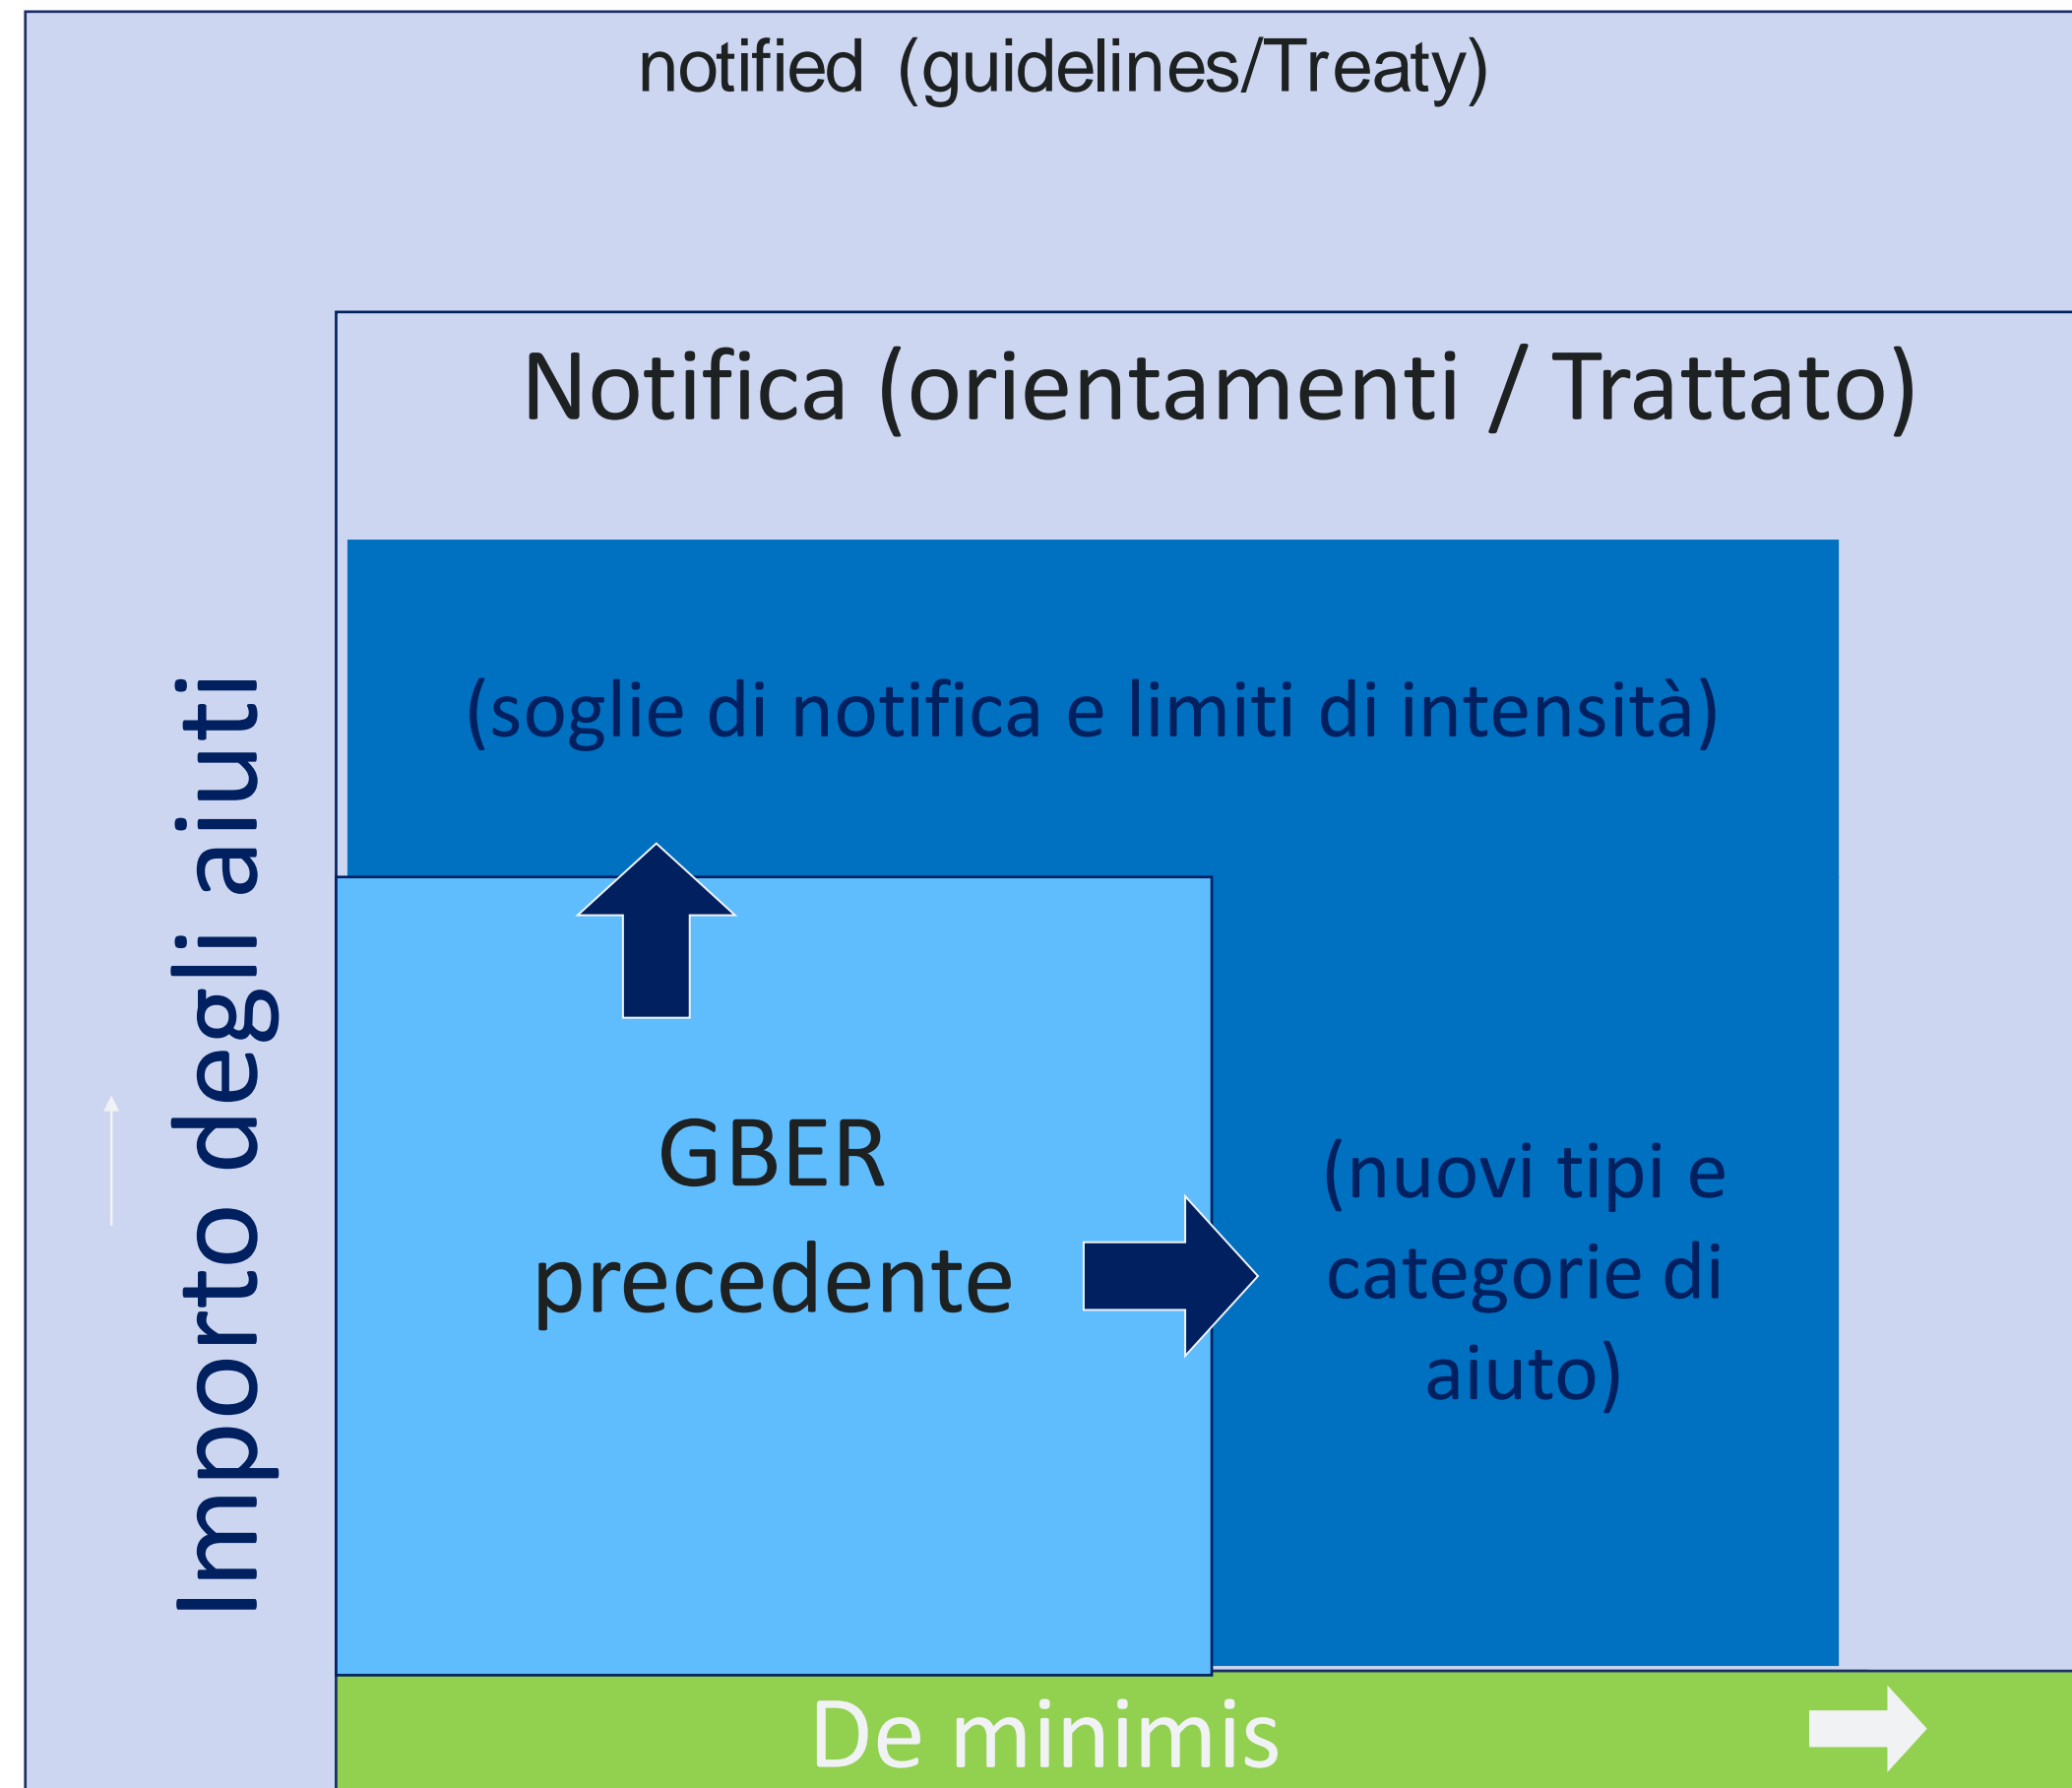 notified (guidelines/Treaty)
Notifica (orientamenti / Trattato)
(soglie di notifica e limiti di intensità)
Importo degli aiuti
GBER
precedente
(nuovi tipi e
categorie di
aiuto)
De minimis